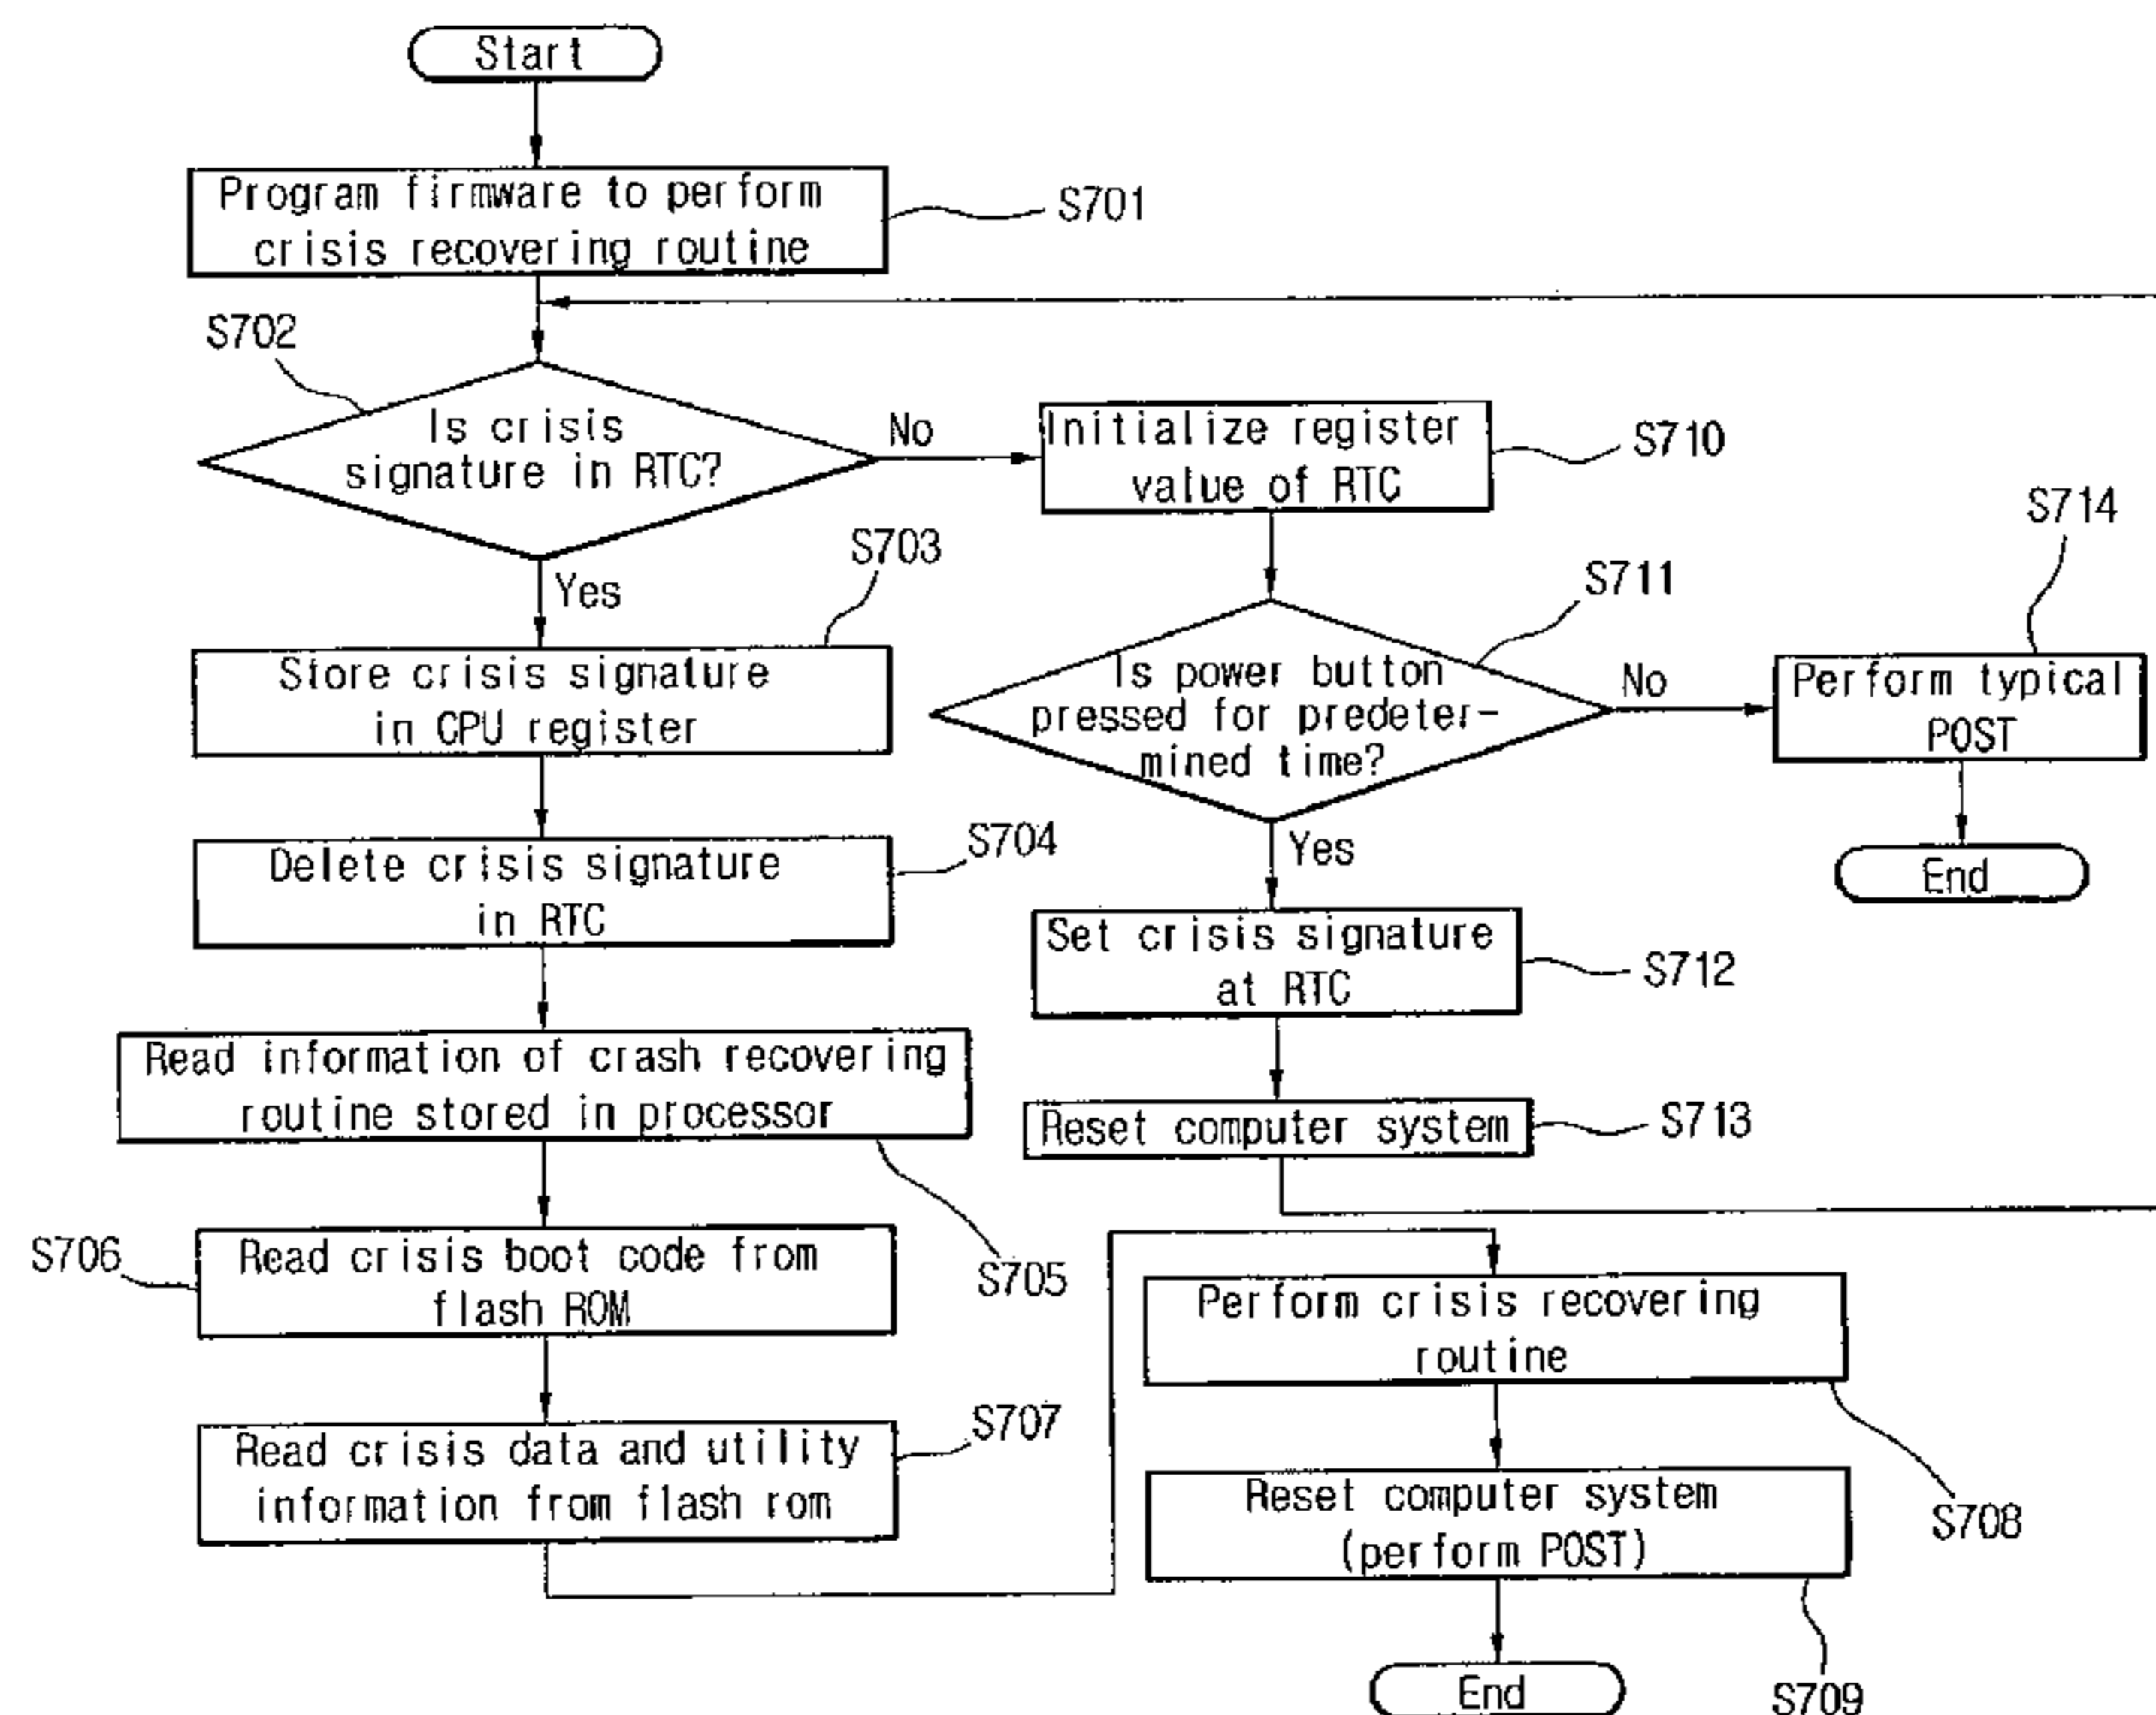 Start
Program firmware to perform
crisis recovering routine
S701
S702
Is crisis
signature in RTC?
No
Yes
Initialize register
value of RTC
S710
S703
Store crisis signature
in CPU register
S711
Is power button
pressed for predeter-
mined time?
No
Yes
S714
Perform typical
POST
End
Delete crisis signature
in RTC
S704
Set crisis signature
at RTC
S712
Read information of crash recovering
routine stored in processor
S705
Reset computer system
S713
S706
Read crisis boot code from
flash ROM
Read crisis data and utility
information from flash rom
S707
Perform crisis recovering
routine
S708
Reset computer system
(perform POST)
S709
End